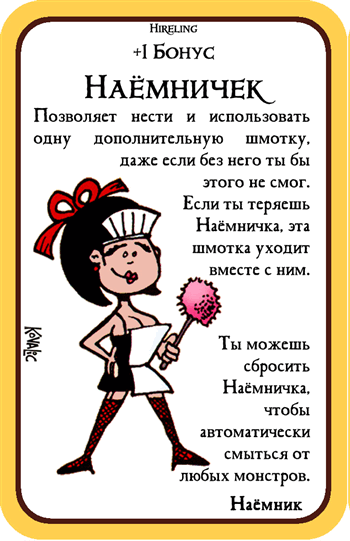 Hireling
+1 Бонус
Наёмничек
Позволяет нести и использовать
одну дополнительную шмотку,
даже если без него ты бы
этого не смог.
Если ты теряешь
Наёмничка, эта
шмотка уходит
вместе с ним.
Kovalic
Ты можешь
сбросить
Наёмничка,
чтобы
автоматически
смыться от
любых монстров.
Наёмник